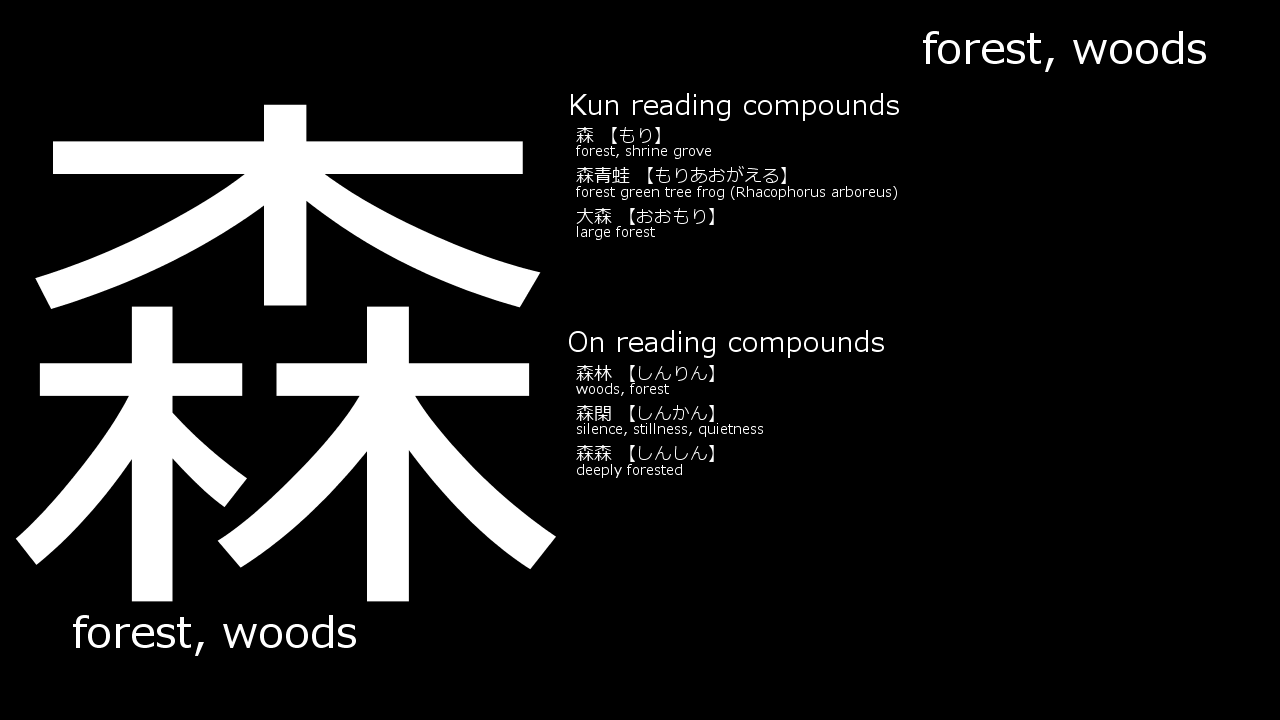 forest, woods
森
Kun reading compounds
森 【もり】
forest, shrine grove
森青蛙 【もりあおがえる】
forest green tree frog (Rhacophorus arboreus)
大森 【おおもり】
large forest
On reading compounds
森林 【しんりん】
woods, forest
森閑 【しんかん】
silence, stillness, quietness
森森 【しんしん】
deeply forested
forest, woods